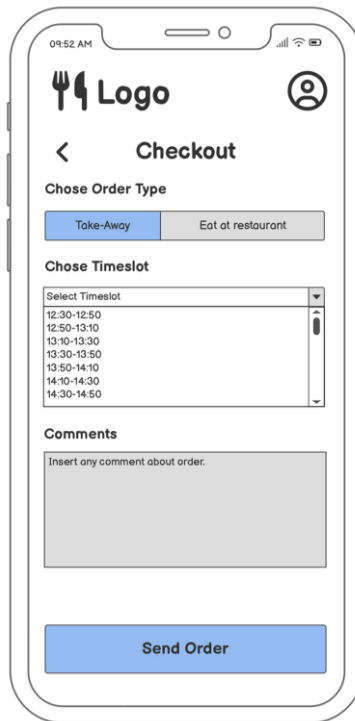 09:52 AM
Logo
Checkout
Chose Order Type
Take-Away
Eat at restaurant
Chose Timeslot
Select Timeslot
12:30-12:50
12:50-13:10
13:10-13:30
13:30-13:50
13:50-14:10
14:10-14:30
14:30-14:50
Comments
Insert any comment about order.
Send Order